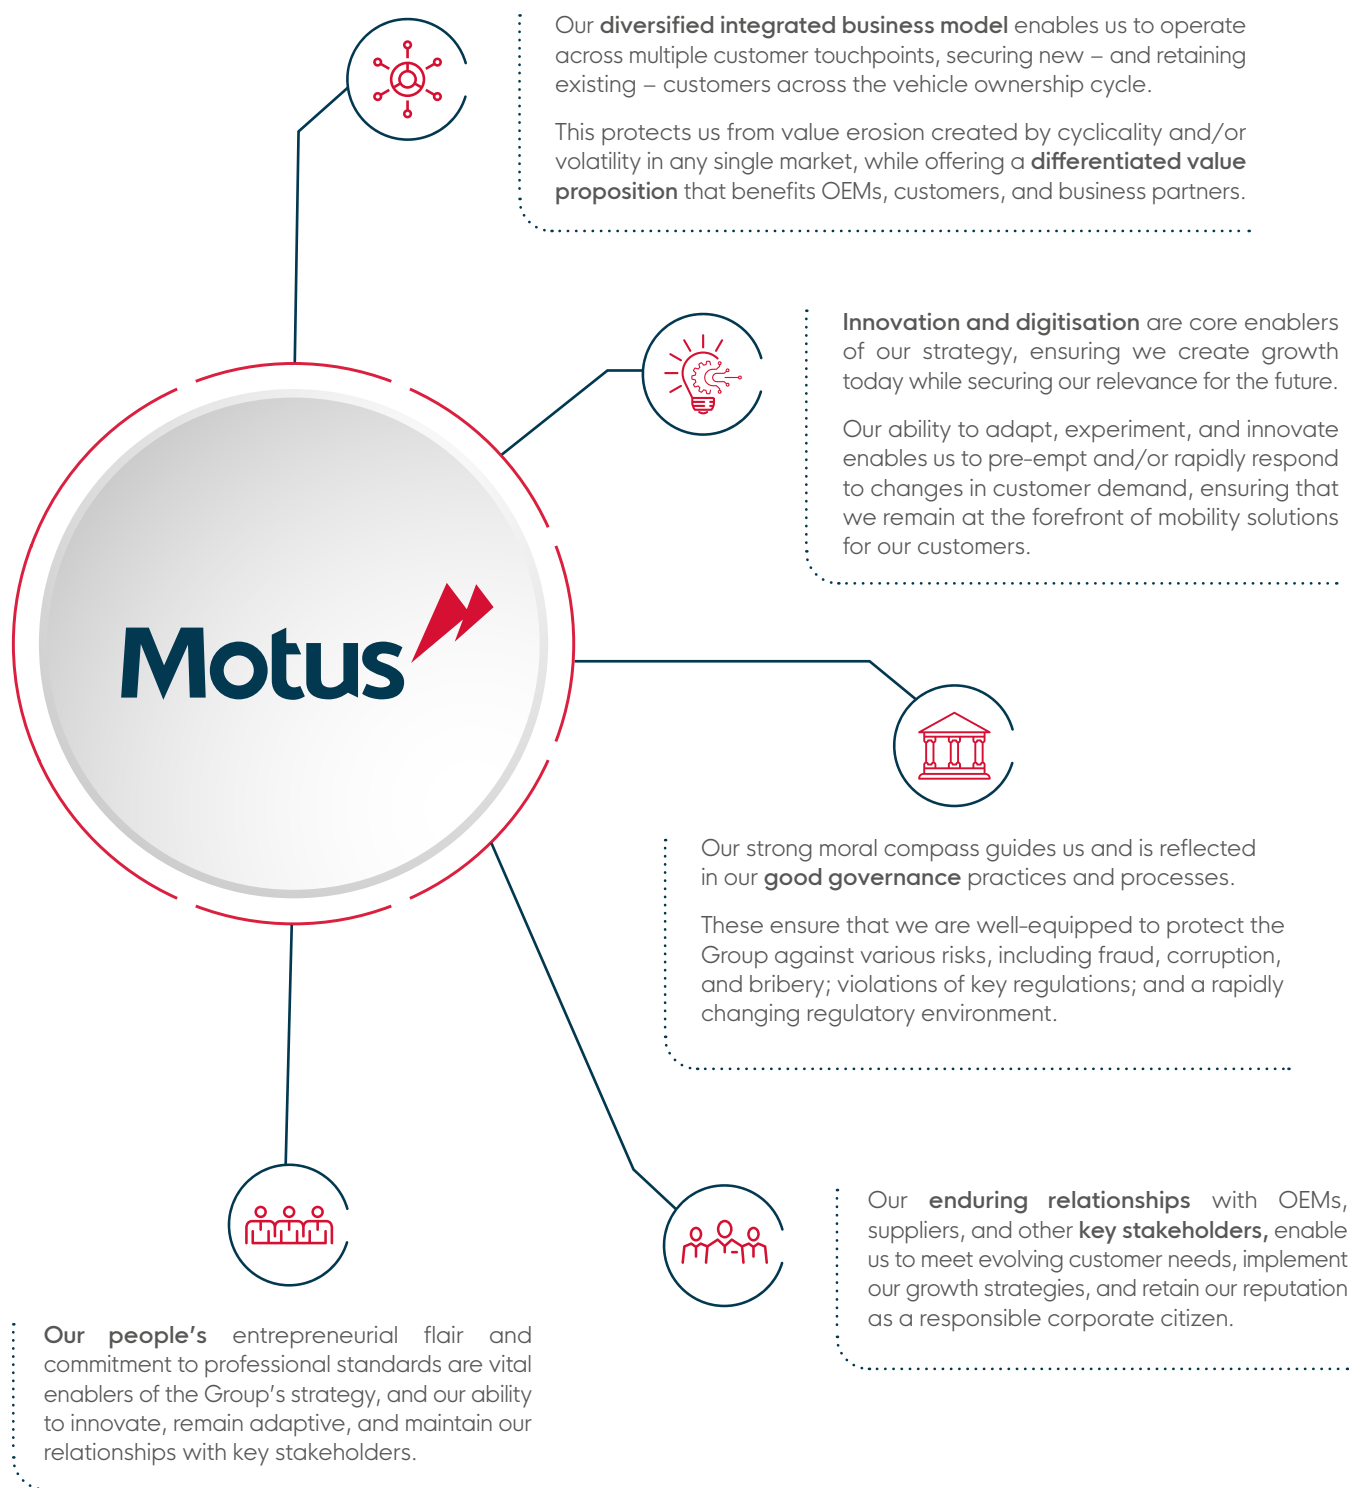 Our diversified integrated business model enables us to operate
across multiple customer touchpoints, securing new – and retaining
existing – customers across the vehicle ownership cycle.
This protects us from value erosion created by cyclicality and/or
volatility in any single market, while offering a differentiated value
proposition that benefits OEMs, customers, and business partners.
Innovation and digitisation are core enablers
of our strategy, ensuring we create growth
today while securing our relevance for the future.
Our ability to adapt, experiment, and innovate
enables us to pre-empt and/or rapidly respond
to changes in customer demand, ensuring that
we remain at the forefront of mobility solutions
for our customers.
Motus
Our strong moral compass guides us and is reflected
in our good governance practices and processes.
These ensure that we are well-equipped to protect the
Group against various risks, including fraud, corruption,
and bribery; violations of key regulations; and a rapidly
changing regulatory environment.
Our enduring relationships with OEMs,
suppliers, and other key stakeholders, enable
us to meet evolving customer needs, implement
our growth strategies, and retain our reputation
as a responsible corporate citizen.
Our people's entrepreneurial flair and
commitment to professional standards are vital
enablers of the Group's strategy, and our ability
to innovate, remain adaptive, and maintain our
relationships with key stakeholders.